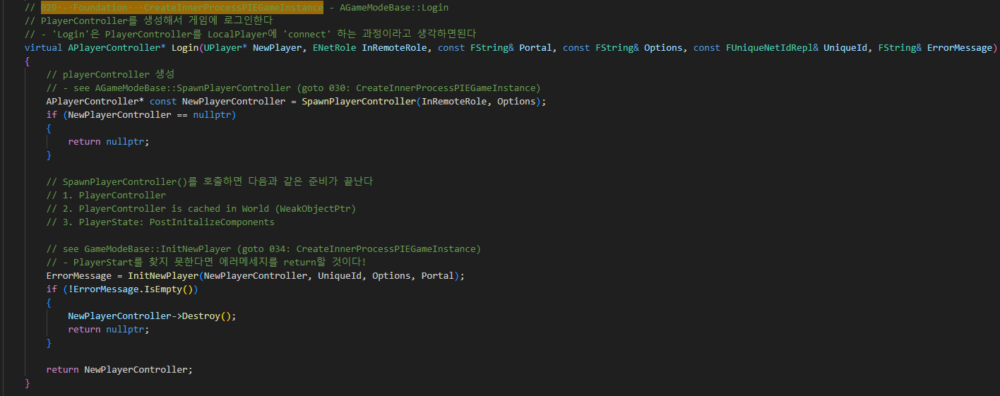 // 029 - Foundation - CreateInnerProcessPIEGameInstance - AGameModeBase::Login
// PlayerController를 생성해서 게임에 로그인한다
// - 'Login'은 PlayerController를 LocalPlayer에 'connect' 하는 과정이라고 생각하면된다
virtual APlayerController* Login(UPlayer* NewPlayer, ENetRole InRemoteRole, const FString& Portal, const FString& Options, const FUniqueNetIdRepl& UniqueId, FString& ErrorMessage)
{
// playerController 생성
// - see AGameModeBase::SpawnPlayerController (goto 030: CreateInnerProcessPIEGameInstance)
APlayerController* const NewPlayerController = SpawnPlayerController(InRemoteRole, Options);
if (NewPlayerController == nullptr)
{
return nullptr;
}
// SpawnPlayerController()를 호출하면 다음과 같은 준비가 끝난다
// 1. PlayerController
// 2. PlayerController is cached in World (WeakObjectPtr)
// 3. PlayerState: PostInitalizeComponents
// see GameModeBase::InitNewPlayer (goto 034: CreateInnerProcessPIEGameInstance)
// - PlayerStart를 찾지 못한다면 에러메세지를 return할 것이다!
ErrorMessage = InitNewPlayer(NewPlayerController, UniqueId, Options, Portal);
if (!ErrorMessage.IsEmpty())
{
NewPlayerController->Destroy();
return nullptr;
}
return NewPlayerController;
}